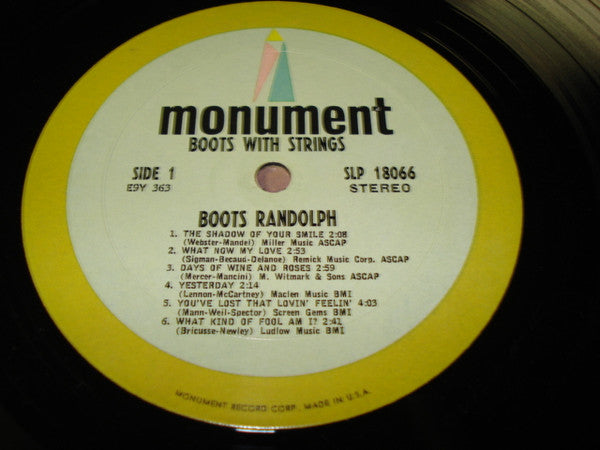 monument
BOOTS WITH STRINGS
SIDE 1 SLP 18066
E9Y 363 STEREO
BOOTS RANDOLPH
1. THE SHADOW OF YOUR SMILE 2:08
(Webster-Mandel) Miller Music ASCAP
2. WHAT NOW MY LOVE 2:53
(Sigman-Becaud-Delanoe) Remick Music Corp. ASCAP
3. DAYS OF WINE AND ROSES 2:59
(Mercer-Mancini) M. Witmark & Sons ASCAP
4. YESTERDAY 2:14
(Lennon-McCartney) Maclen Music BMI
5. YOU'VE LOST THAT LOVIN' FEELIN' 4:03
(Mann-Weil-Spector) Screen Gems BMI
6. WHAT KIND OF FOOL AM I? 2:41
(Bricusse-Newley) Ludlow Music BMI
MONUMENT RECORD CORP., MADE IN U.S.A.